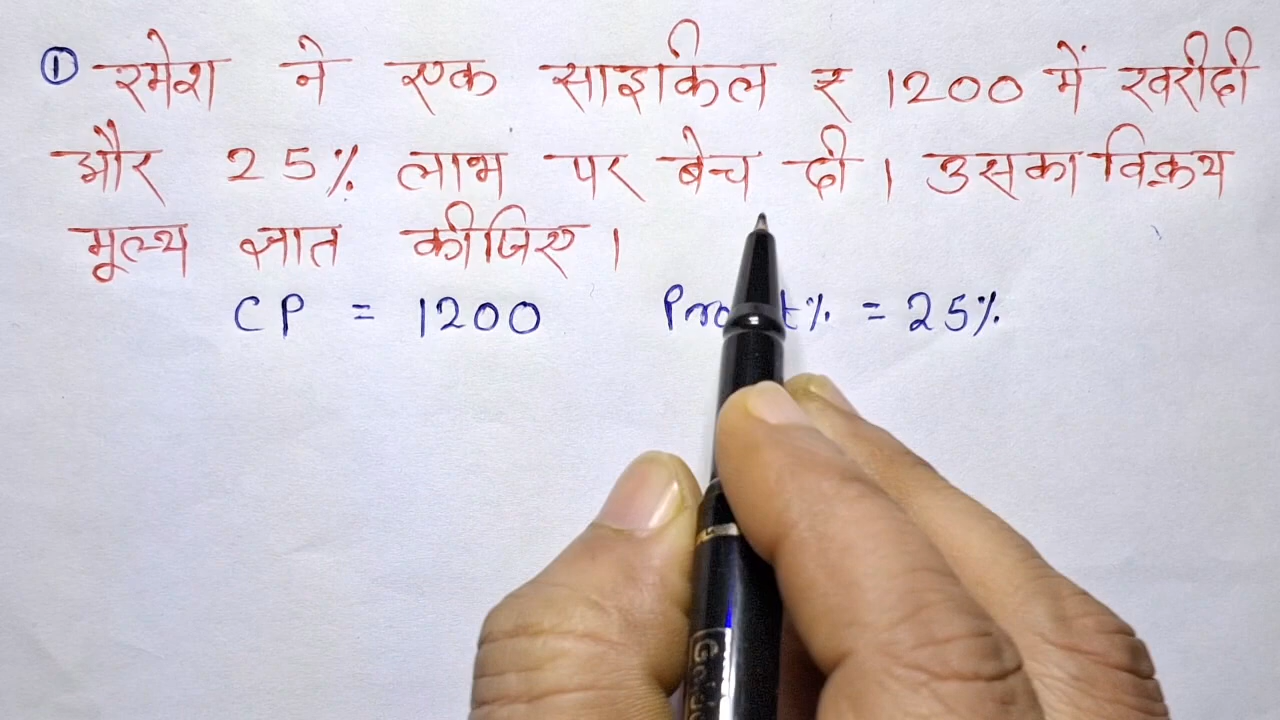 ① रमेश ने एक साइकिल ₹ 1200 में खरीदी
और 25% लाभ पर बेच दी । उसका विक्रय
मूल्य ज्ञात कीजिए ।
CP = 1200 % = 25%